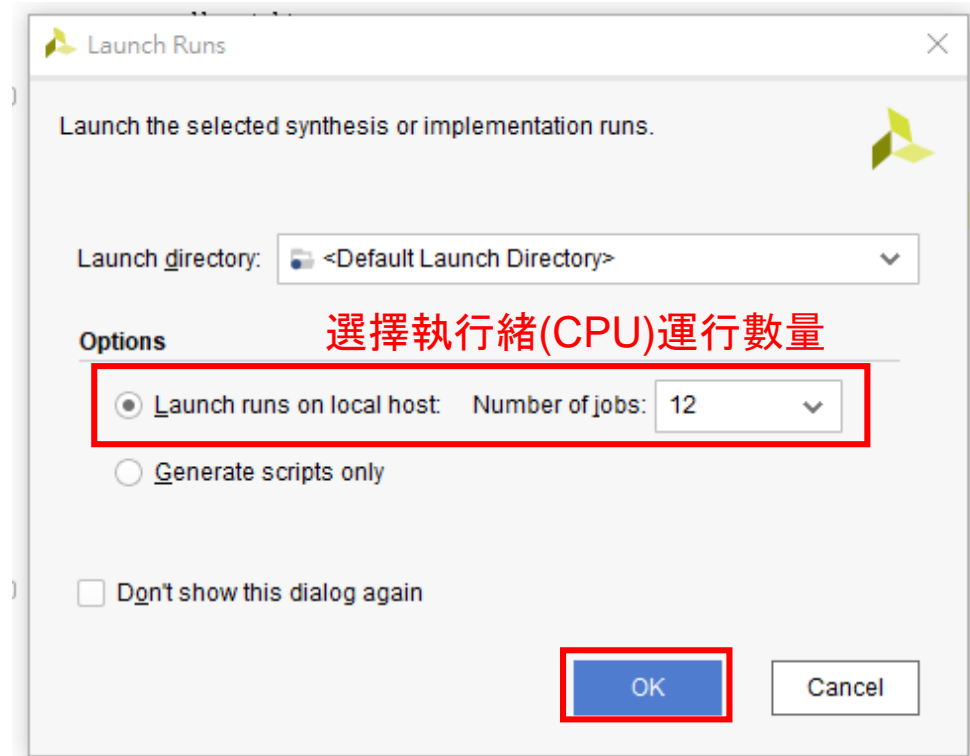 Launch Runs
Launch the selected synthesis or implementation runs.
Launch directory: <Default Launch Directory>
選擇執行緒(CPU)運行數量
Options
Launch runs on local host: Number of jobs: 12
Generate scripts only
Don't show this dialog again
OK Cancel